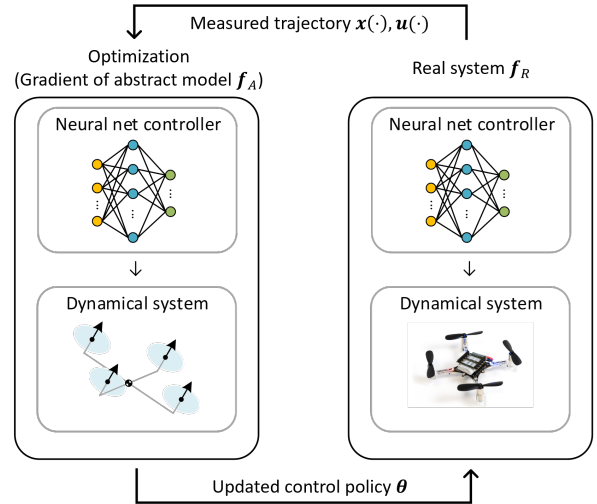 Measured trajectory 𝒙(·), 𝒖(·)
Optimization
(Gradient of abstract model 𝒇_A)
Real system 𝒇_R
Neural net controller
Neural net controller
Dynamical system
Dynamical system
Updated control policy 𝜽